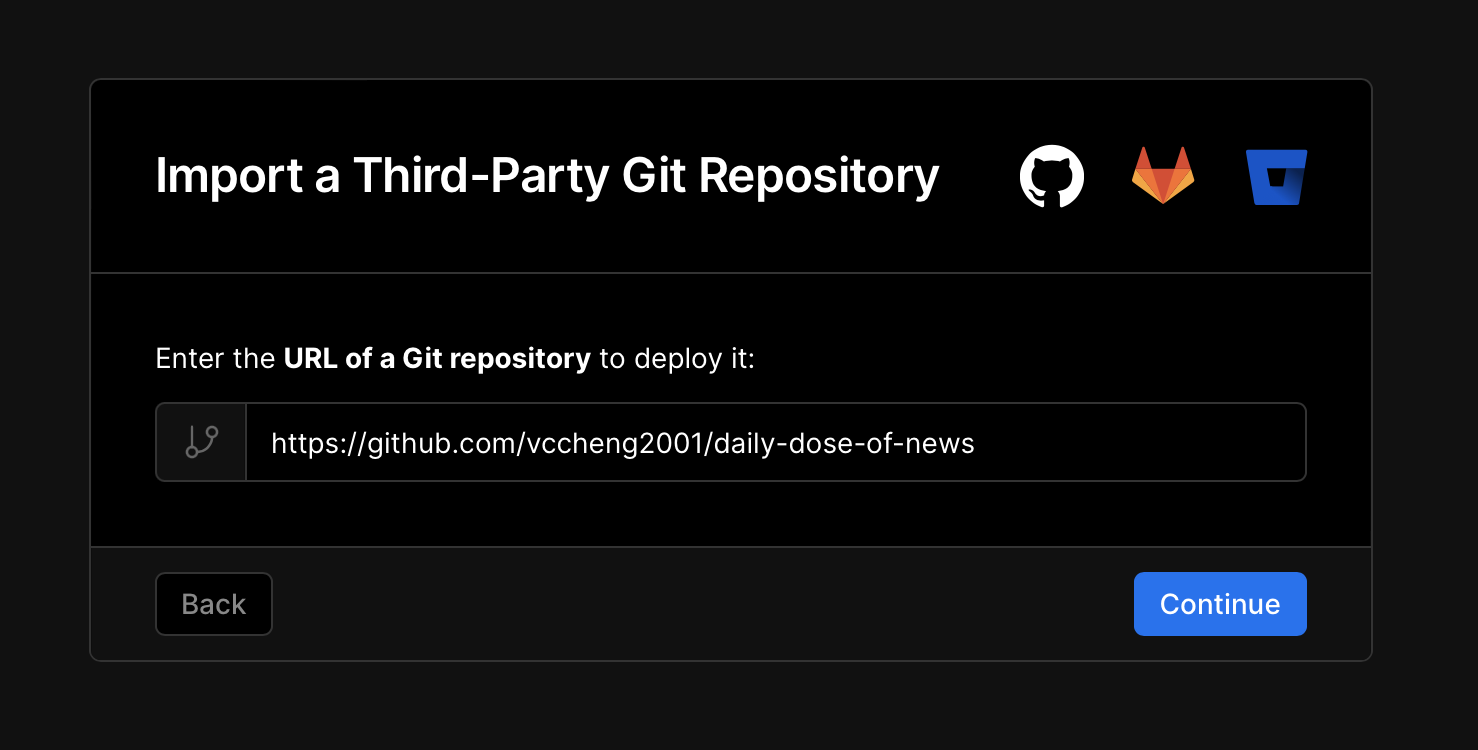 Import a Third-Party Git Repository
Enter the URL of a Git repository to deploy it:
https://github.com/vccheng2001/daily-dose-of-news
Back
Continue